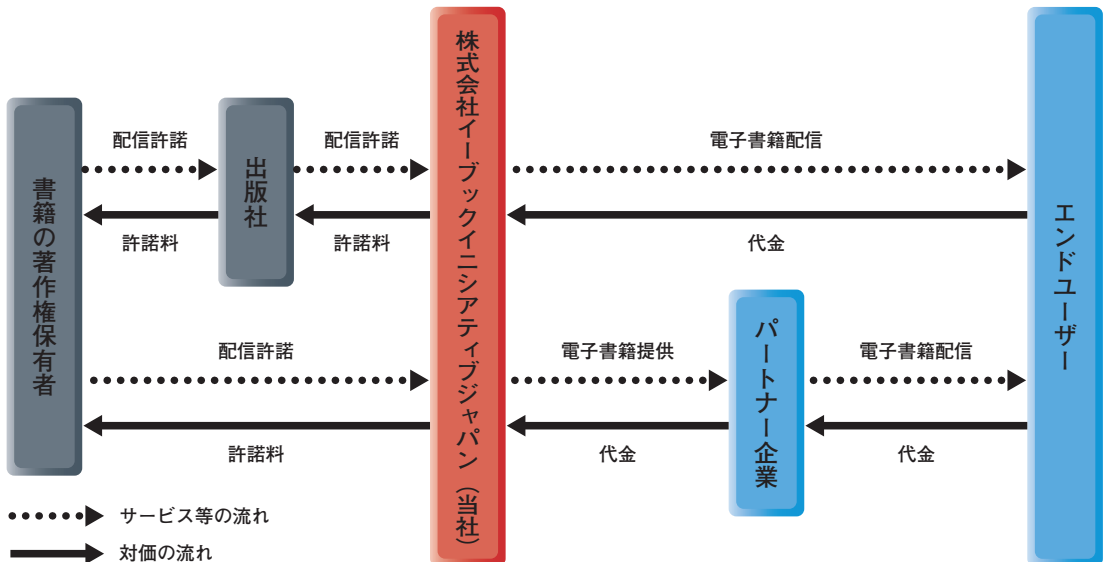 書籍の著作権保有者
配信許諾
許諾料
出版社
配信許諾
許諾料
配信許諾
許諾料
株式会社イーブックイニシアティブジャパン（当社）
電子書籍配信
代金
電子書籍提供
代金
パートナー企業
電子書籍配信
代金
エンドユーザー
サービス等の流れ
対価の流れ